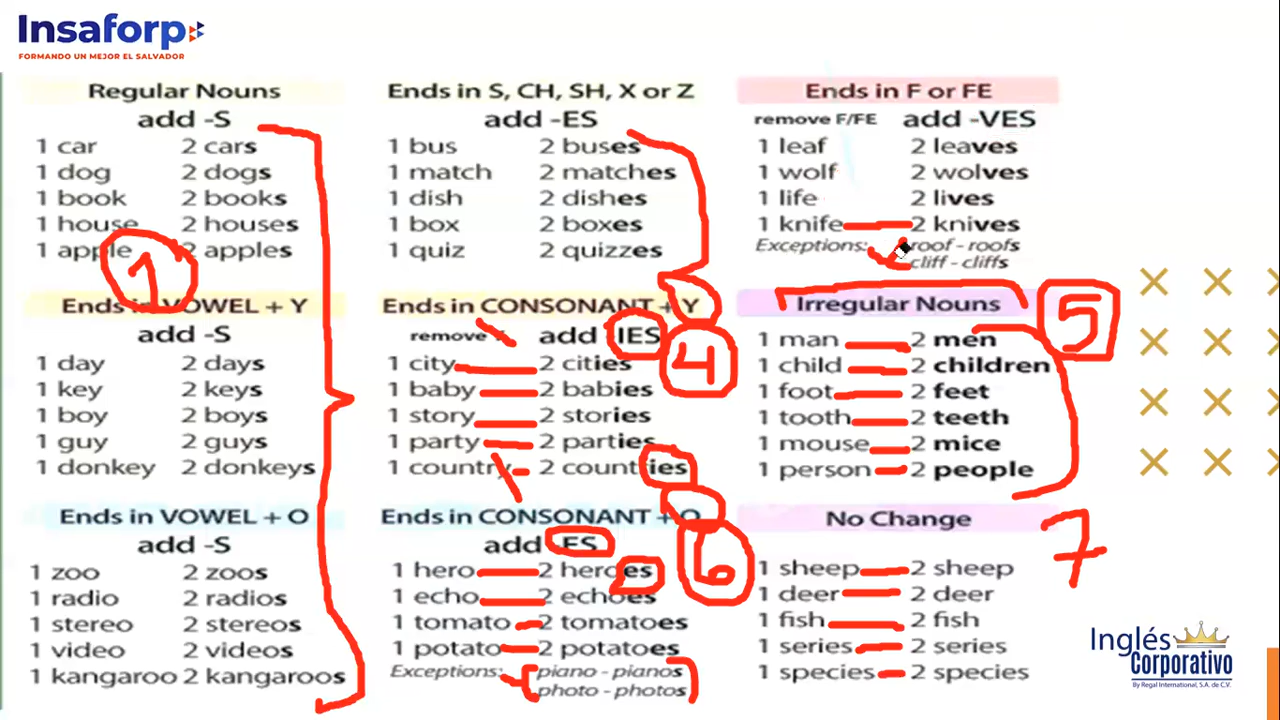 Insaforp
FORMANDO UN MEJOR EL SALVADOR
Regular Nouns
add -S
1 car 2 cars
1 dog 2 dogs
1 book 2 books
1 house 2 houses
1 apple 2 apples
1
Ends in VOWEL + Y
add -S
1 day 2 days
1 key 2 keys
1 boy 2 boys
1 guy 2 guys
1 donkey 2 donkeys
Ends in VOWEL + O
add -S
1 zoo 2 zoos
1 radio 2 radios
1 stereo 2 stereos
1 video 2 videos
1 kangaroo 2 kangaroos
Ends in S, CH, SH, X or Z
add -ES
1 bus 2 buses
1 match 2 matches
1 dish 2 dishes
1 box 2 boxes
1 quiz 2 quizzes
Ends in CONSONANT + Y
remove Y add IES
4
1 city 2 cities
1 baby 2 babies
1 story 2 stories
1 party 2 parties
1 country 2 countries
Ends in CONSONANT + O
add -ES
6
1 hero 2 heroes
1 echo 2 echoes
1 tomato 2 tomatoes
1 potato 2 potatoes
Exceptions: piano - pianos
photo - photos
Ends in F or FE
remove F/FE add -VES
1 leaf 2 leaves
1 wolf 2 wolves
1 life 2 lives
1 knife 2 knives
Exceptions: roof - roofs
cliff - cliffs
Irregular Nouns
5
1 man 2 men
1 child 2 children
1 foot 2 feet
1 tooth 2 teeth
1 mouse 2 mice
1 person 2 people
No Change
7
1 sheep 2 sheep
1 deer 2 deer
1 fish 2 fish
1 series 2 series
1 species 2 species
Inglés
Corporativo
By Regal International, S.A. de C.V.